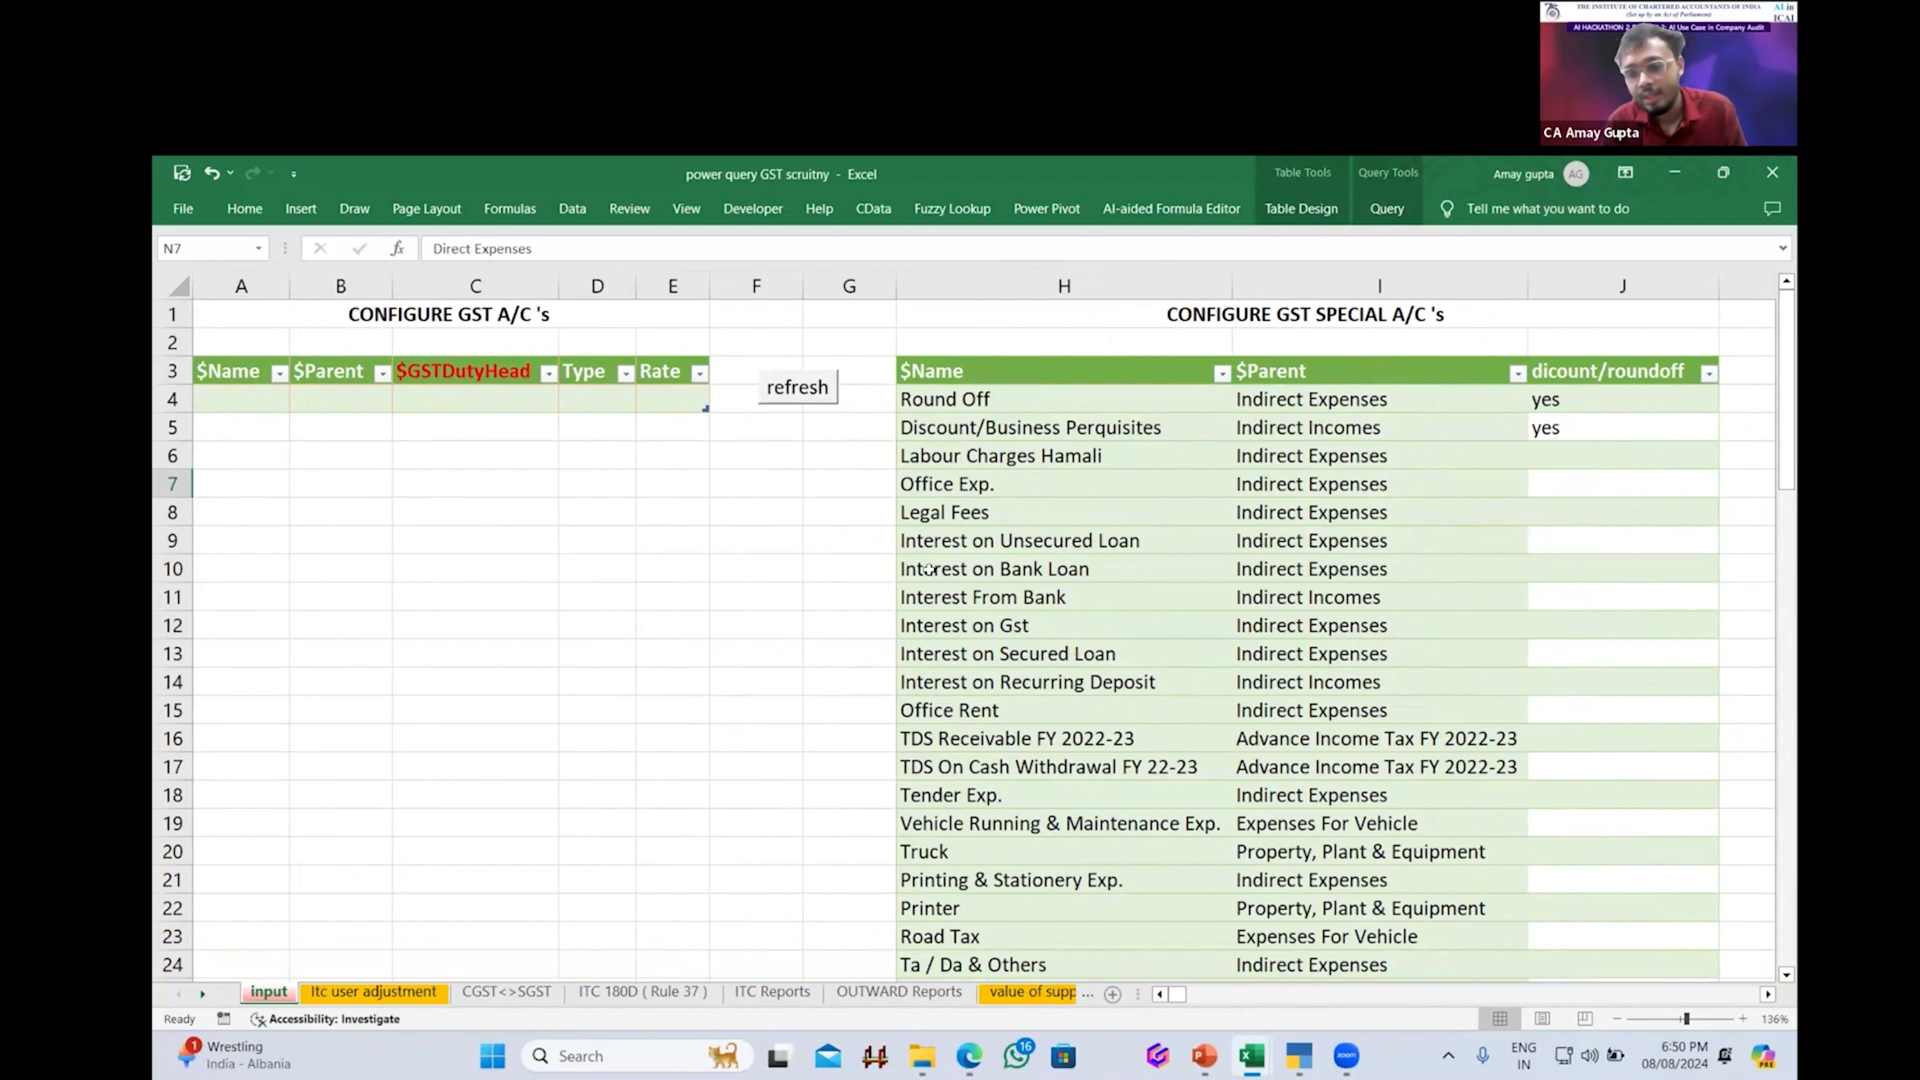 THE INSTITUTE OF CHARTERED ACCOUNTANTS OF INDIA
(Set up by an Act of Parliament)
AI in
ICAI
AI HACKATHON 2
AI Use Case in Company Audit
CA Amay Gupta
power query GST scruitny - Excel
Table Tools
Query Tools
Amay gupta
AG
File
Home
Insert
Draw
Page Layout
Formulas
Data
Review
View
Developer
Help
CData
Fuzzy Lookup
Power Pivot
AI-aided Formula Editor
Table Design
Query
Tell me what you want to do
N7
fx
Direct Expenses
A B C D E F G H I J
1 CONFIGURE GST A/C 's CONFIGURE GST SPECIAL A/C 's
2
3 $Name $Parent $GSTDutyHead Type Rate $Name $Parent dicount/roundoff
refresh
4 Round Off Indirect Expenses yes
5 Discount/Business Perquisites Indirect Incomes yes
6 Labour Charges Hamali Indirect Expenses
7 Office Exp. Indirect Expenses
8 Legal Fees Indirect Expenses
9 Interest on Unsecured Loan Indirect Expenses
10 Interest on Bank Loan Indirect Expenses
11 Interest From Bank Indirect Incomes
12 Interest on Gst Indirect Expenses
13 Interest on Secured Loan Indirect Expenses
14 Interest on Recurring Deposit Indirect Incomes
15 Office Rent Indirect Expenses
16 TDS Receivable FY 2022-23 Advance Income Tax FY 2022-23
17 TDS On Cash Withdrawal FY 22-23 Advance Income Tax FY 2022-23
18 Tender Exp. Indirect Expenses
19 Vehicle Running & Maintenance Exp. Expenses For Vehicle
20 Truck Property, Plant & Equipment
21 Printing & Stationery Exp. Indirect Expenses
22 Printer Property, Plant & Equipment
23 Road Tax Expenses For Vehicle
24 Ta / Da & Others Indirect Expenses
input
Itc user adjustment
CGST<>SGST
ITC 180D ( Rule 37 )
ITC Reports
OUTWARD Reports
value of supp ...
Ready
Accessibility: Investigate
136%
1
Wrestling
India - Albania
Search
16
ENG
IN
6:50 PM
08/08/2024
PRE